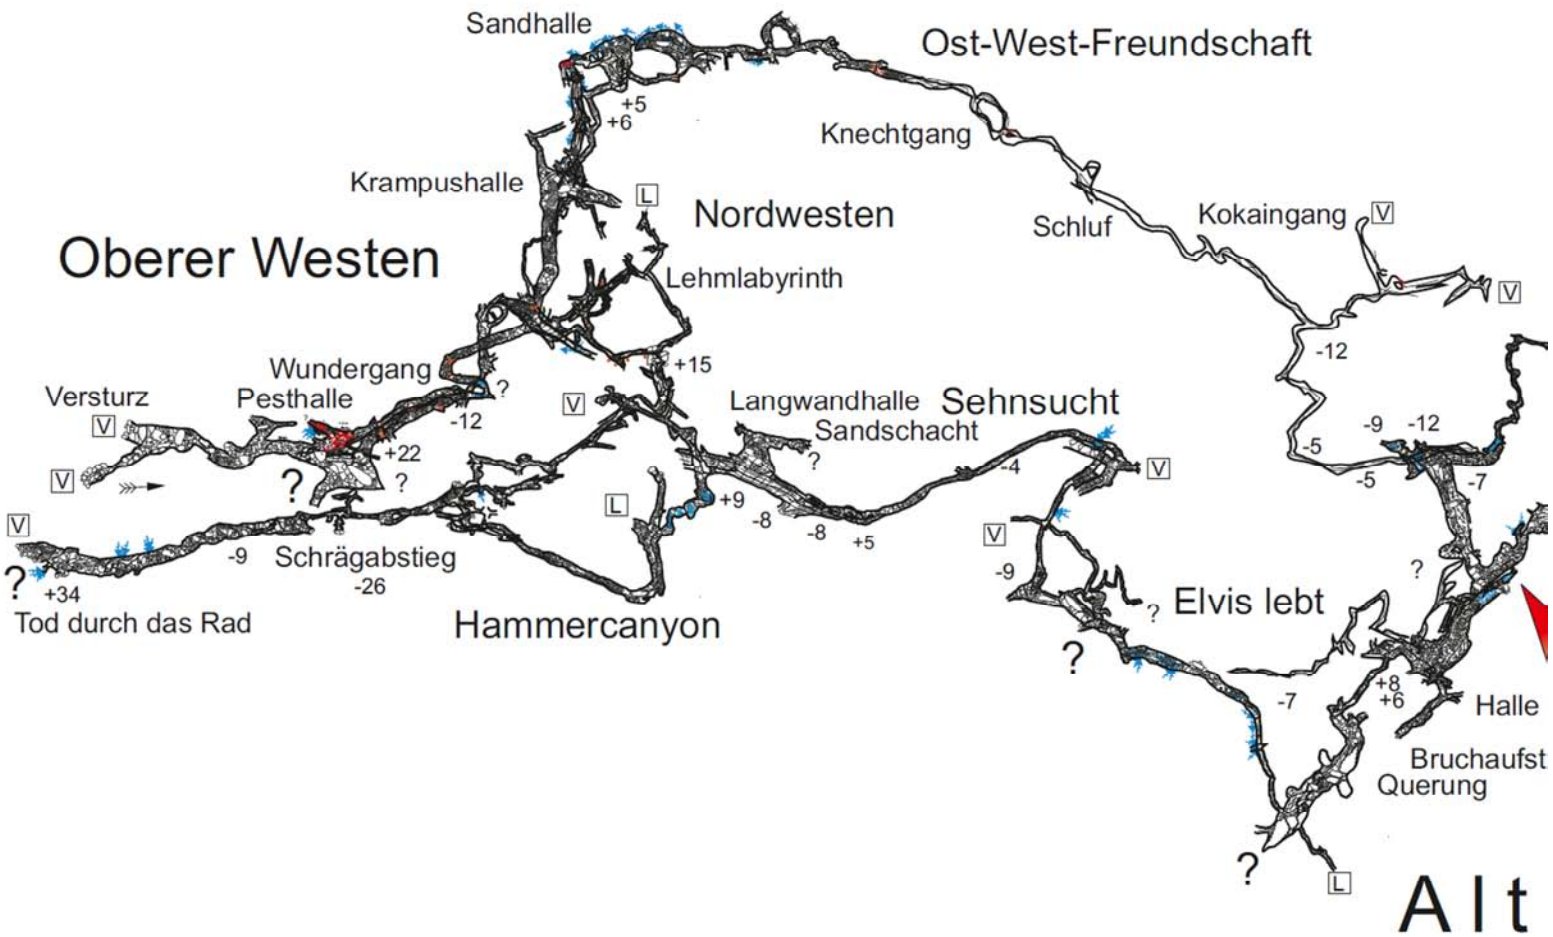 Sandhalle
Ost-West-Freundschaft
+5
+6
Knechtgang
Krampushalle
L
Nordwesten
Schluf
Kokaingang
V
Oberer Westen
Lehmlabyrinth
V
-12
+15
Wundergang
?
Versturz
Pesthalle
V
Langwandhalle
Sehnsucht
V
-12
Sandschacht
-9
-12
+22
?
-5
?
?
-4
V
V
-5
-7
L
+9
-8
-8
+5
V
V
-9
Schrägabstieg
-26
?
+34
-9
?
Elvis lebt
?
Tod durch das Rad
Hammercanyon
?
+8
+6
-7
Halle
Bruchaufst
Querung
?
L
Alt